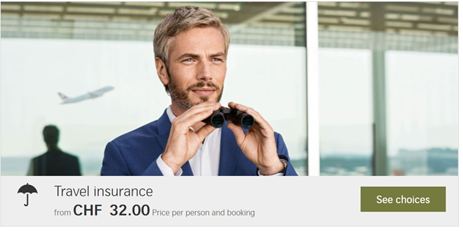 Travel insurance
from CHF 32.00 Price per person and booking
See choices